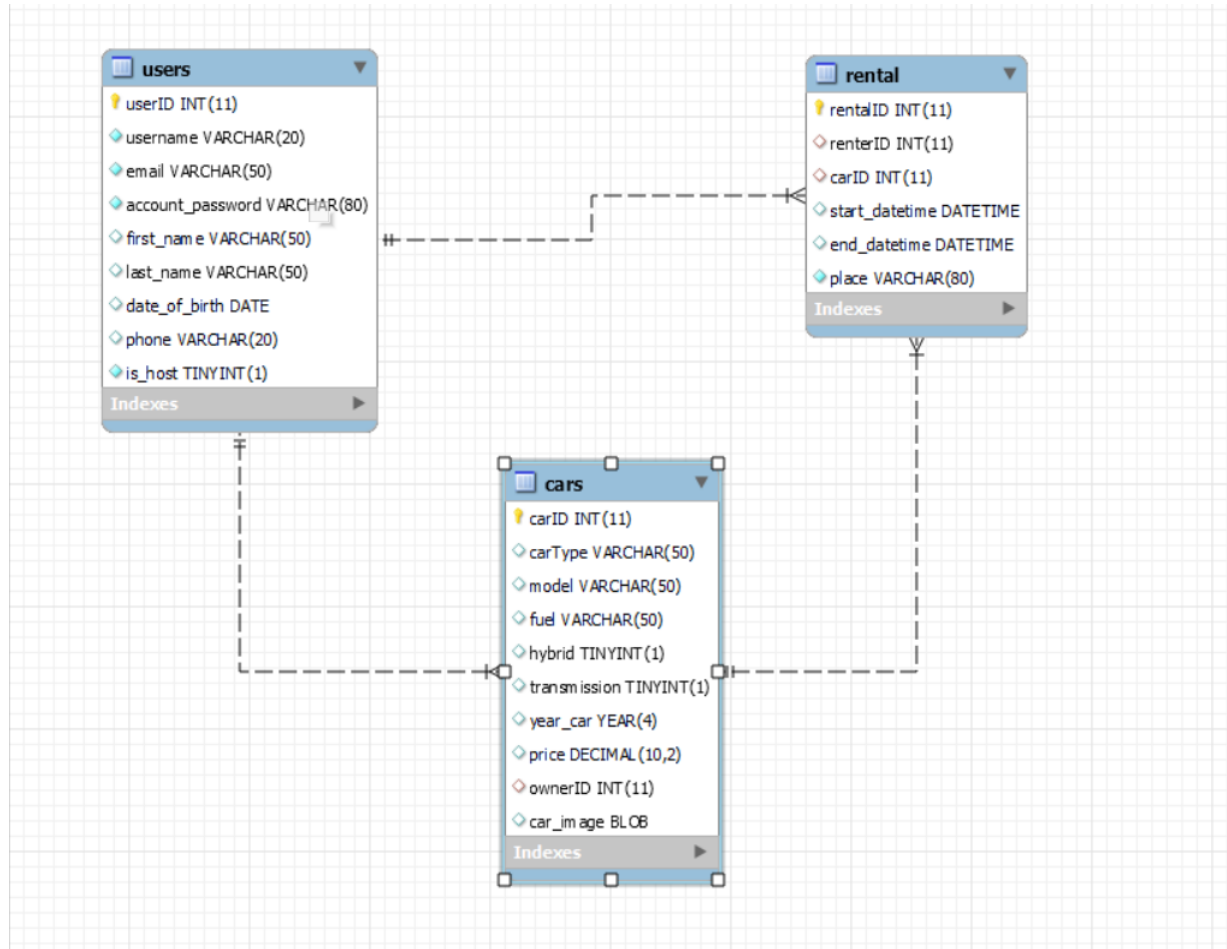 users
userID INT(11)
username VARCHAR(20)
email VARCHAR(50)
account_password VARCHAR(80)
first_name VARCHAR(50)
last_name VARCHAR(50)
date_of_birth DATE
phone VARCHAR(20)
is_host TINYINT(1)
Indexes
rental
rentalID INT(11)
renterID INT(11)
carID INT(11)
start_datetime DATETIME
end_datetime DATETIME
place VARCHAR(80)
Indexes
cars
carID INT(11)
carType VARCHAR(50)
model VARCHAR(50)
fuel VARCHAR(50)
hybrid TINYINT(1)
transmission TINYINT(1)
year_car YEAR(4)
price DECIMAL(10,2)
ownerID INT(11)
car_image BLOB
Indexes